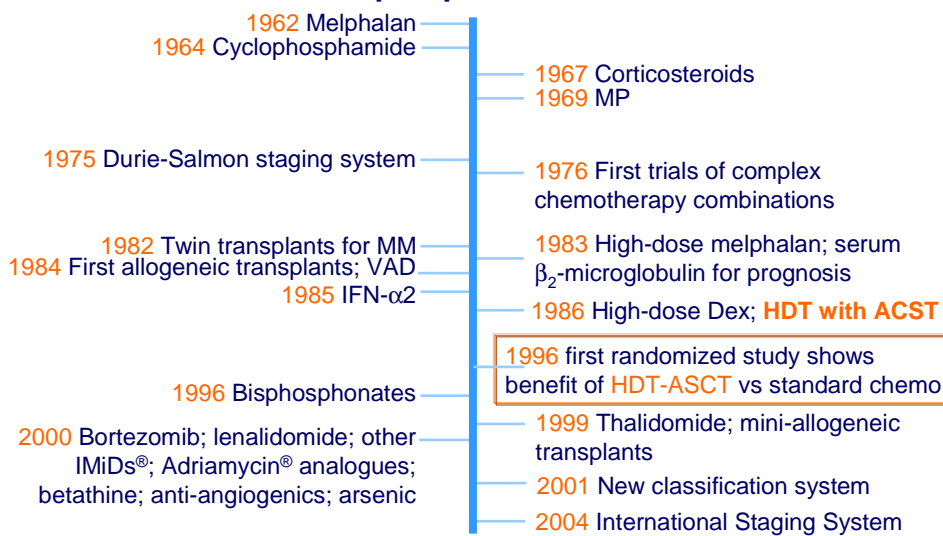 1962 Melphalan
1964 Cyclophosphamide
1967 Corticosteroids
1969 MP
1975 Durie-Salmon staging system
1976 First trials of complex
chemotherapy combinations
1982 Twin transplants for MM
1983 High-dose melphalan; serum
β2-microglobulin for prognosis
1984 First allogeneic transplants; VAD
1985 IFN-α2
1986 High-dose Dex; HDT with ACST
1996 first randomized study shows
benefit of HDT-ASCT vs standard chemo
1996 Bisphosphonates
1999 Thalidomide; mini-allogeneic
transplants
2000 Bortezomib; lenalidomide; other
IMiDs®; Adriamycin® analogues;
betathine; anti-angiogenics; arsenic
2001 New classification system
2004 International Staging System